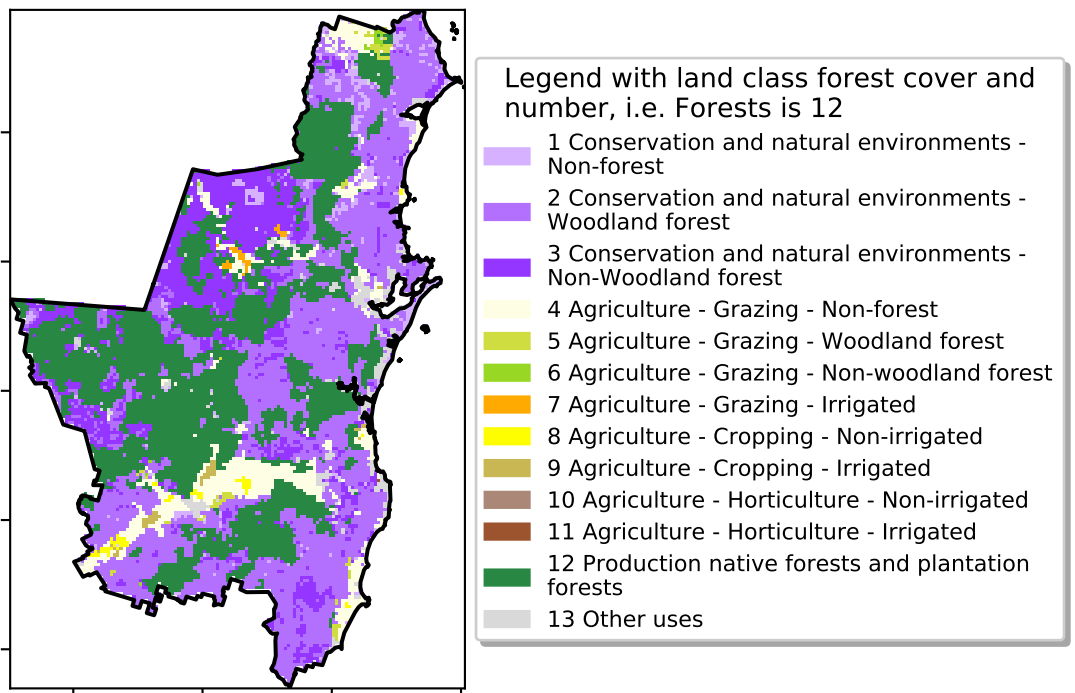 Legend with land class forest cover and
number, i.e. Forests is 12
1 Conservation and natural environments -
Non-forest
2 Conservation and natural environments -
Woodland forest
3 Conservation and natural environments -
Non-Woodland forest
4 Agriculture - Grazing - Non-forest
5 Agriculture - Grazing - Woodland forest
6 Agriculture - Grazing - Non-woodland forest
7 Agriculture - Grazing - Irrigated
8 Agriculture - Cropping - Non-irrigated
9 Agriculture - Cropping - Irrigated
10 Agriculture - Horticulture - Non-irrigated
11 Agriculture - Horticulture - Irrigated
12 Production native forests and plantation
forests
13 Other uses